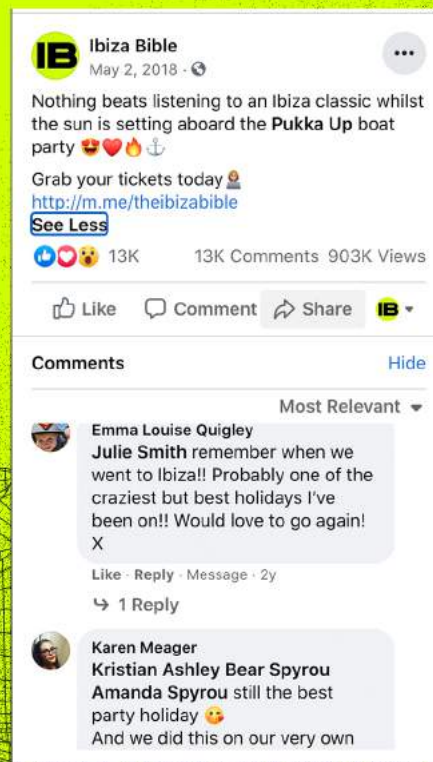 IB
Ibiza Bible
May 2, 2018 ·
Nothing beats listening to an Ibiza classic whilst
the sun is setting aboard the Pukka Up boat
party 😍❤️🔥⚓
Grab your tickets today
http://m.me/theibizabible
See Less
13K 13K Comments 903K Views
Like Comment Share IB
Comments Hide
Most Relevant
Emma Louise Quigley
Julie Smith remember when we
went to Ibiza!! Probably one of the
craziest but best holidays I've
been on!! Would love to go again!
X
Like · Reply · Message · 2y
1 Reply
Karen Meager
Kristian Ashley Bear Spyrou
Amanda Spyrou still the best
party holiday 🥳
And we did this on our very own